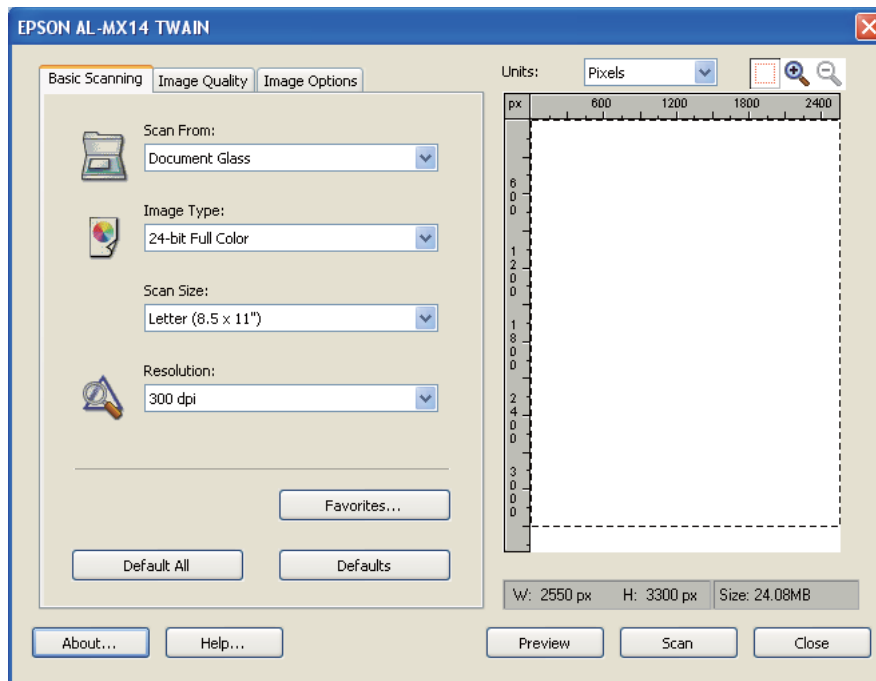 EPSON AL-MX14 TWAIN
Basic Scanning
Image Quality
Image Options
Scan From:
Document Glass
Image Type:
24-bit Full Color
Scan Size:
Letter (8.5 x 11")
Resolution:
300 dpi
Favorites...
Default All
Defaults
Units:
Pixels
px
600
1200
1800
2400
600
1200
1800
2400
3000
W: 2550 px
H: 3300 px
Size: 24.08MB
About...
Help...
Preview
Scan
Close